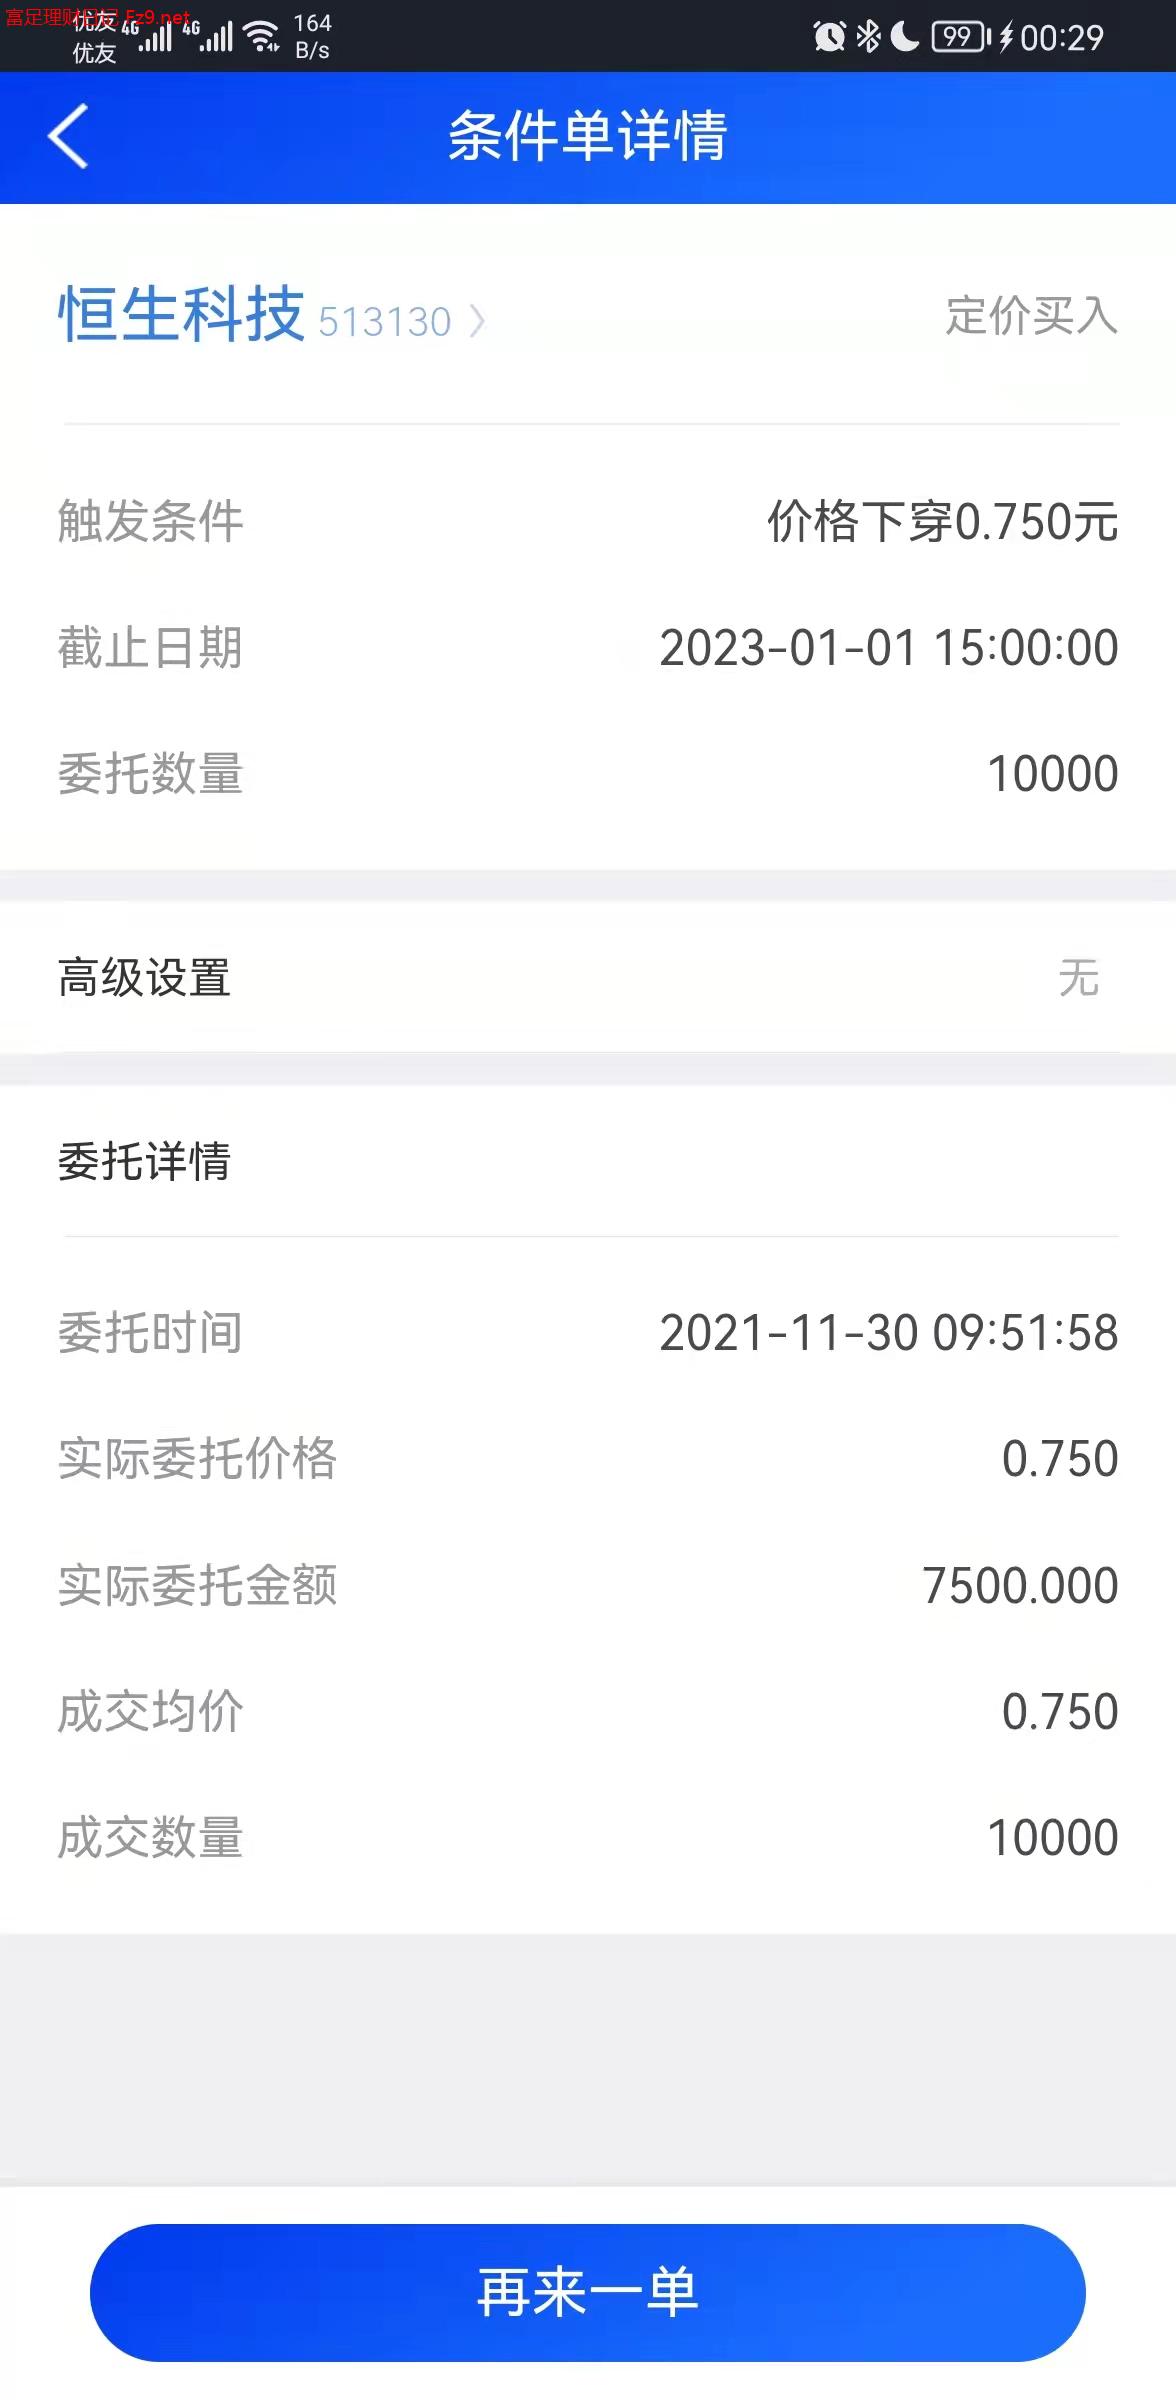 富足理财日记 Fz9.net
优友 4G 4G 164
优友 B/s 99 00:29
条件单详情
恒生科技 513130 定价买入
触发条件 价格下穿0.750元
截止日期 2023-01-01 15:00:00
委托数量 10000
高级设置 无
委托详情
委托时间 2021-11-30 09:51:58
实际委托价格 0.750
实际委托金额 7500.000
成交均价 0.750
成交数量 10000
再来一单